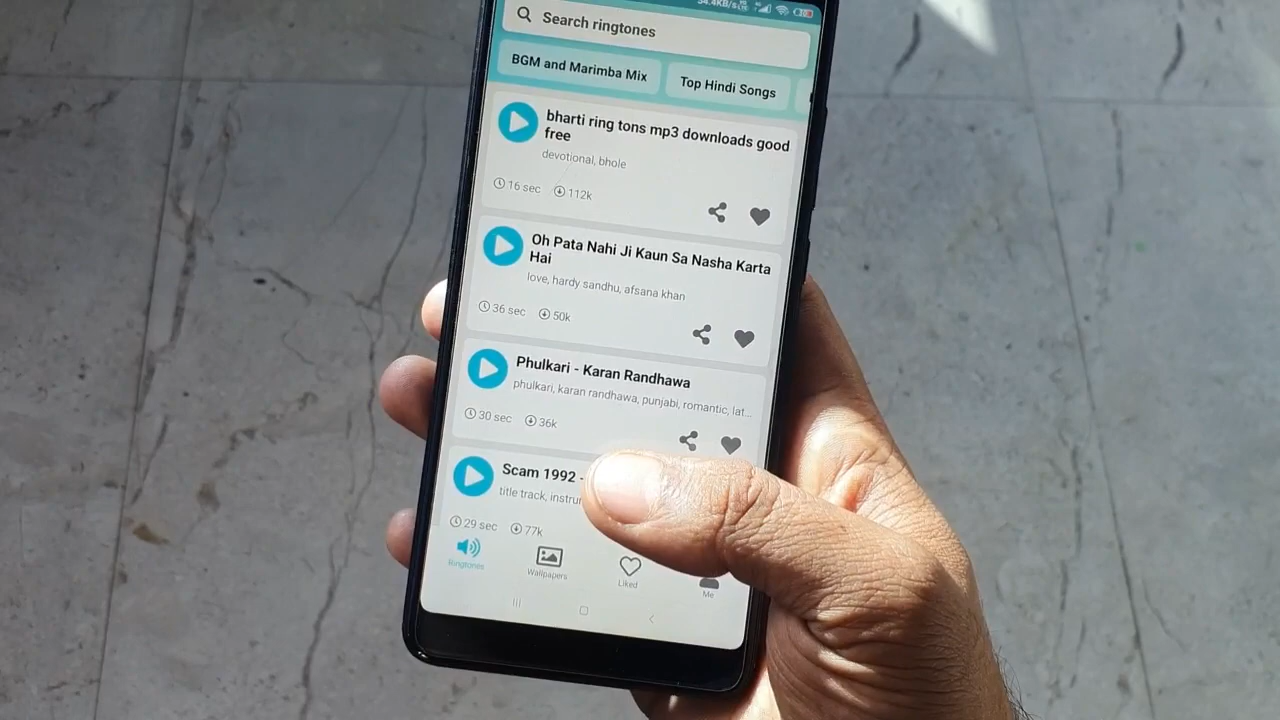 34.4KB/s
Search ringtones
BGM and Marimba Mix
Top Hindi Songs
bharti ring tons mp3 downloads good
free
devotional, bhole
16 sec
112k
Oh Pata Nahi Ji Kaun Sa Nasha Karta
Hai
love, hardy sandhu, afsana khan
36 sec
50k
Phulkari - Karan Randhawa
phulkari, karan randhawa, punjabi, romantic, lat...
30 sec
36k
Scam 1992 -
title track, instru
29 sec
77k
Ringtones
Wallpapers
Liked
Me